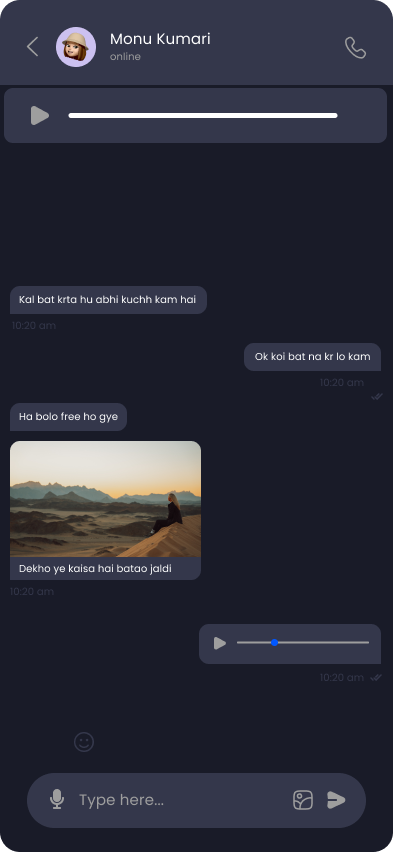 Monu Kumari
online
Kal bat krta hu abhi kuchh kam hai
10:20 am
Ok koi bat na kr lo kam
10:20 am
Ha bolo free ho gye
Dekho ye kaisa hai batao jaldi
10:20 am
10:20 am
Type here...